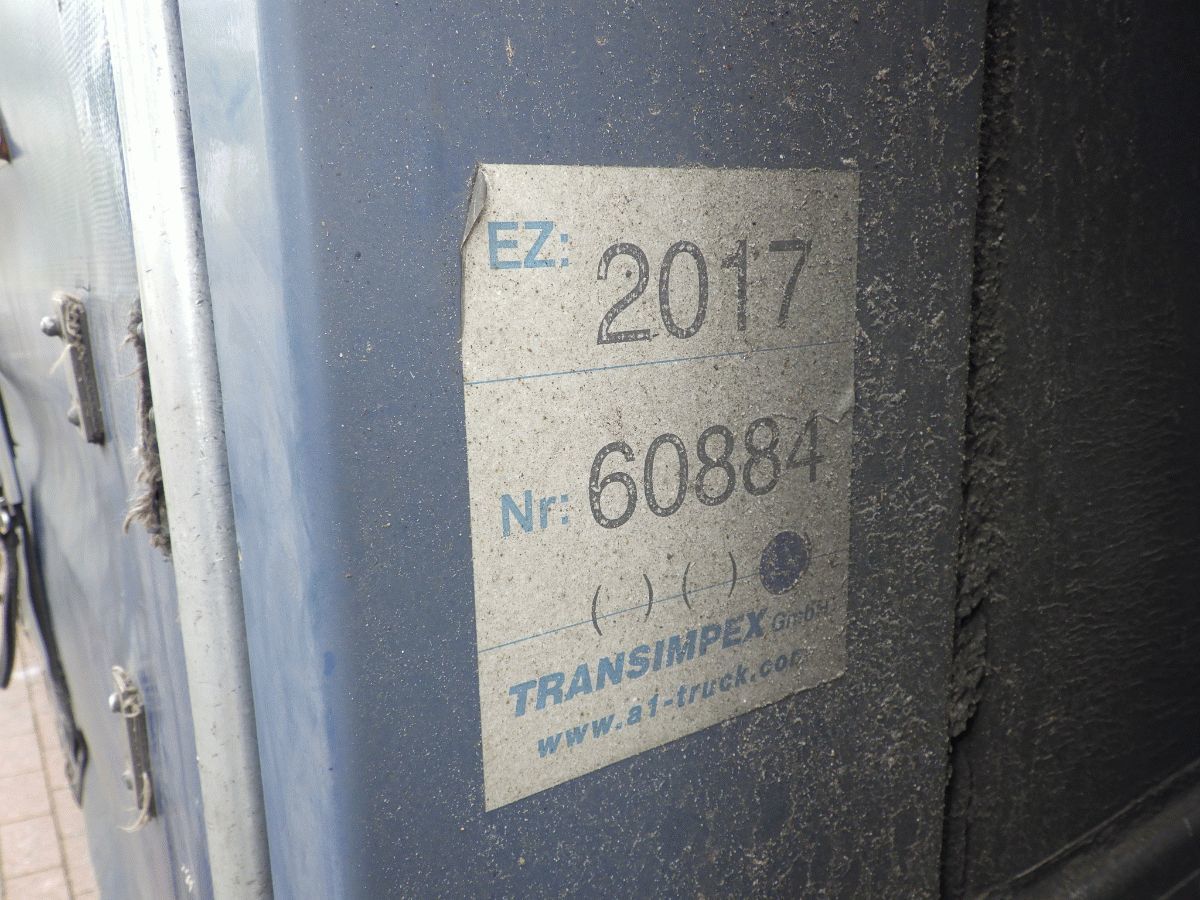 EZ: 2017
Nr: 60884
( ) ( )
TRANSIMPEX GmbH
www.a1-truck.com